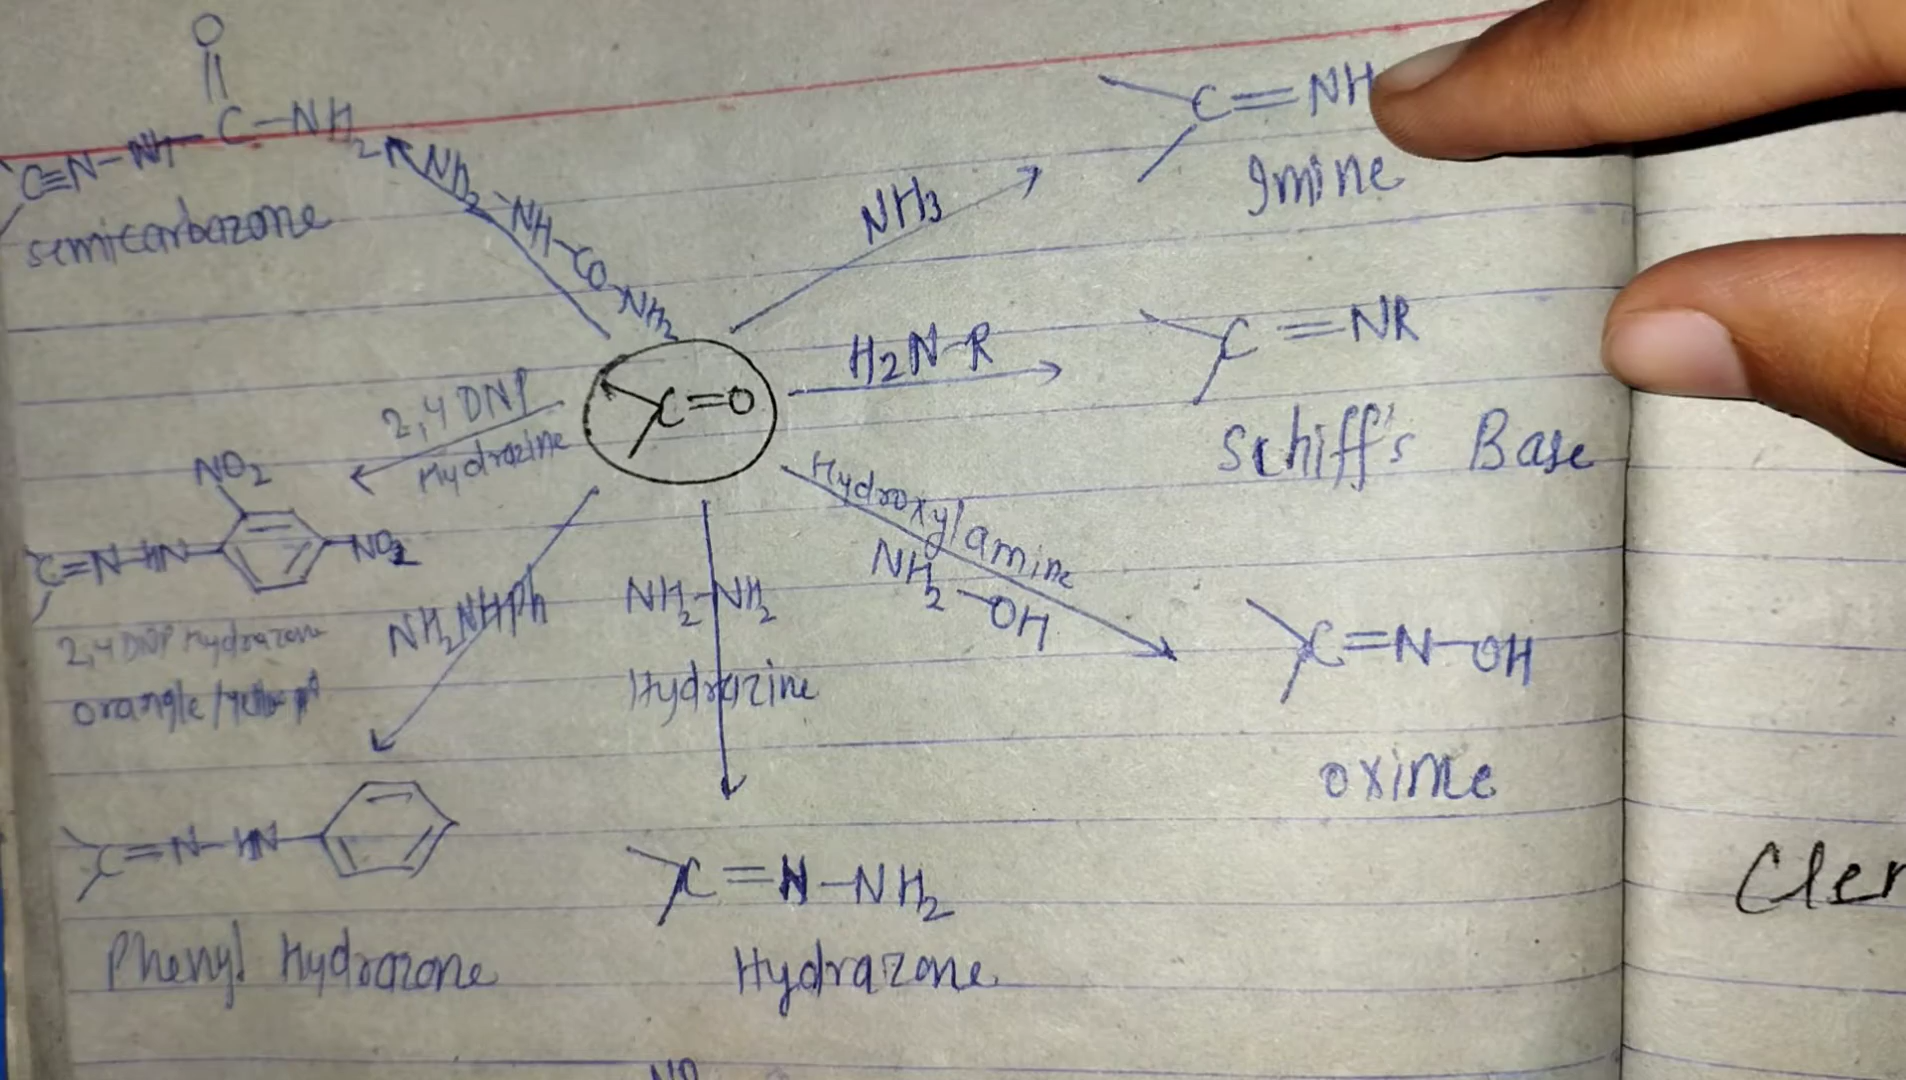 O
||
C≡N-NH-C-NH₂
semicarbazone
NH₂-NH-CO NH₂
NH₃
C=NH
Imine
H₂N-R
C=NR
Schiff's Base
C=O
2,4 DNP
Hydrazine
NO₂
C=N-HN- -NO₂
2,4 DNP Hydrazone
orangle/yello
NH₂NHPh
NH₂-NH₂
Hydrazine
Hydroxylamine
NH₂-OH
C=N-OH
oxime
C=N-HN-
Phenyl Hydrazone
C=N-NH₂
Hydrazone
Cler